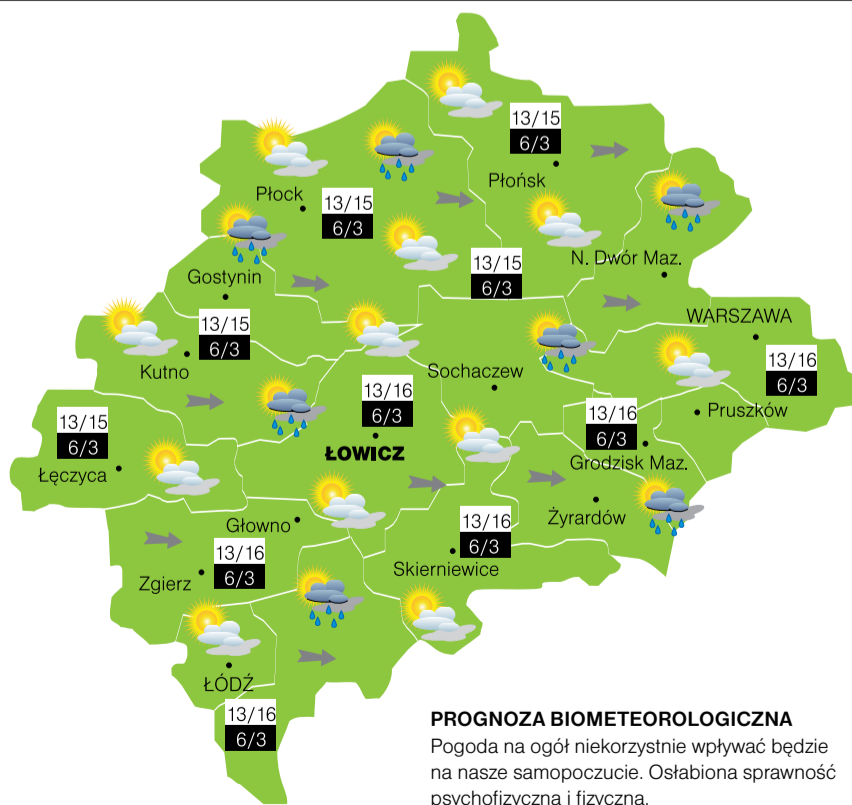 13/15
6/3
Płońsk
Płock
13/15
6/3
N. Dwór Maz.
13/15
6/3
Gostynin
13/15
6/3
Kutno
WARSZAWA
13/16
6/3
Sochaczew
13/16
6/3
ŁOWICZ
13/16
6/3
Pruszków
Grodzisk Maz.
13/15
6/3
Łęczyca
Żyrardów
Głowno
13/16
6/3
Skierniewice
13/16
6/3
Zgierz
ŁÓDŹ
13/16
6/3
PROGNOZA BIOMETEOROLOGICZNA
Pogoda na ogół niekorzystnie wpływać będzie
na nasze samopoczucie. Osłabiona sprawność
psychofizyczna i fizyczna.